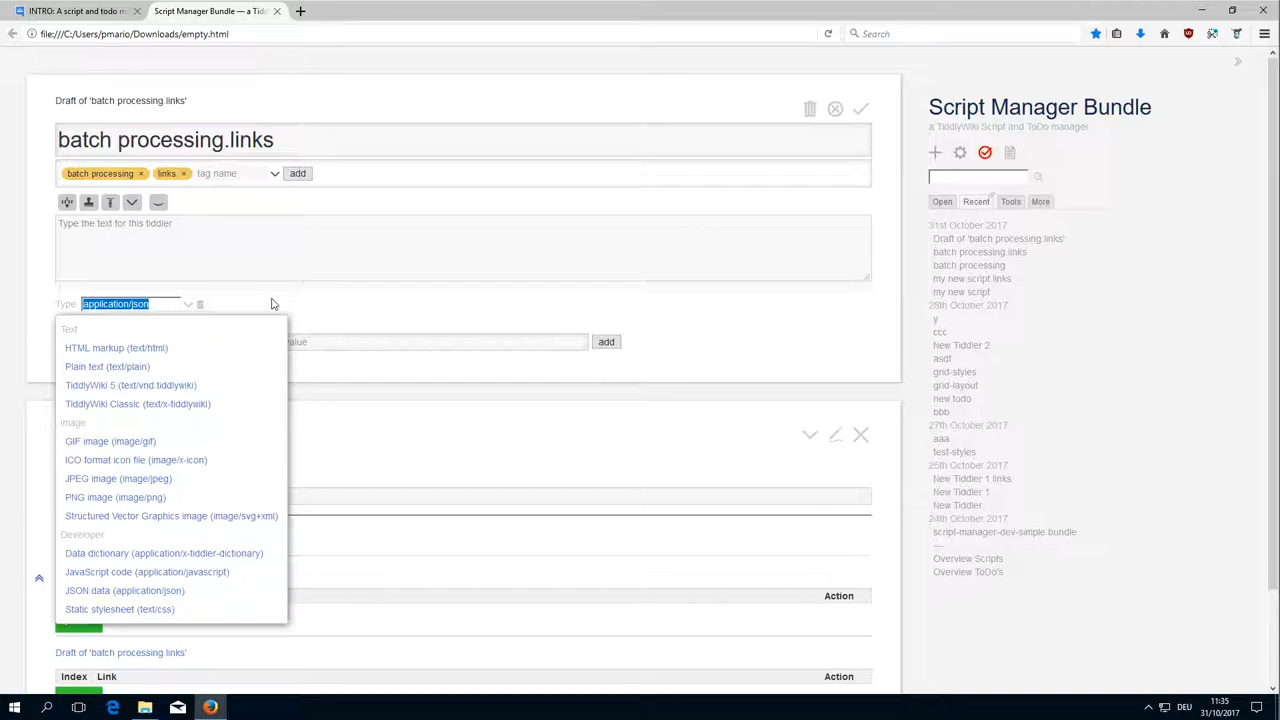 INTRO: A script and todo m
Script Manager Bundle — a Tid
file:///C:/Users/pmario/Downloads/empty.html
Search
Draft of 'batch processing.links'
batch processing.links
batch processing × links × tag name add
Type the text for this tiddler
Type application/json
Text
HTML markup (text/html)
Plain text (text/plain)
TiddlyWiki 5 (text/vnd.tiddlywiki)
TiddlyWiki Classic (text/x-tiddlywiki)
Image
GIF image (image/gif)
ICO format icon file (image/x-icon)
JPEG image (image/jpeg)
PNG image (image/png)
Structured Vector Graphics image (image/svg+xml)
Developer
Data dictionary (application/x-tiddler-dictionary)
JavaScript code (application/javascript)
JSON data (application/json)
Static stylesheet (text/css)
value add
Action
Draft of 'batch processing.links'
Index Link Action
Script Manager Bundle
a TiddlyWiki Script and ToDo manager
Open Recent Tools More
31st October 2017
Draft of 'batch processing.links'
batch processing.links
batch processing
my new script.links
my new script
28th October 2017
y
ccc
New Tiddler 2
asdf
grid-styles
grid-layout
new todo
bbb
27th October 2017
aaa
test-styles
25th October 2017
New Tiddler 1 links
New Tiddler 1
New Tiddler
24th October 2017
script-manager-dev-simple.bundle
---
Overview Scripts
Overview ToDo's
DEU
11:35
31/10/2017